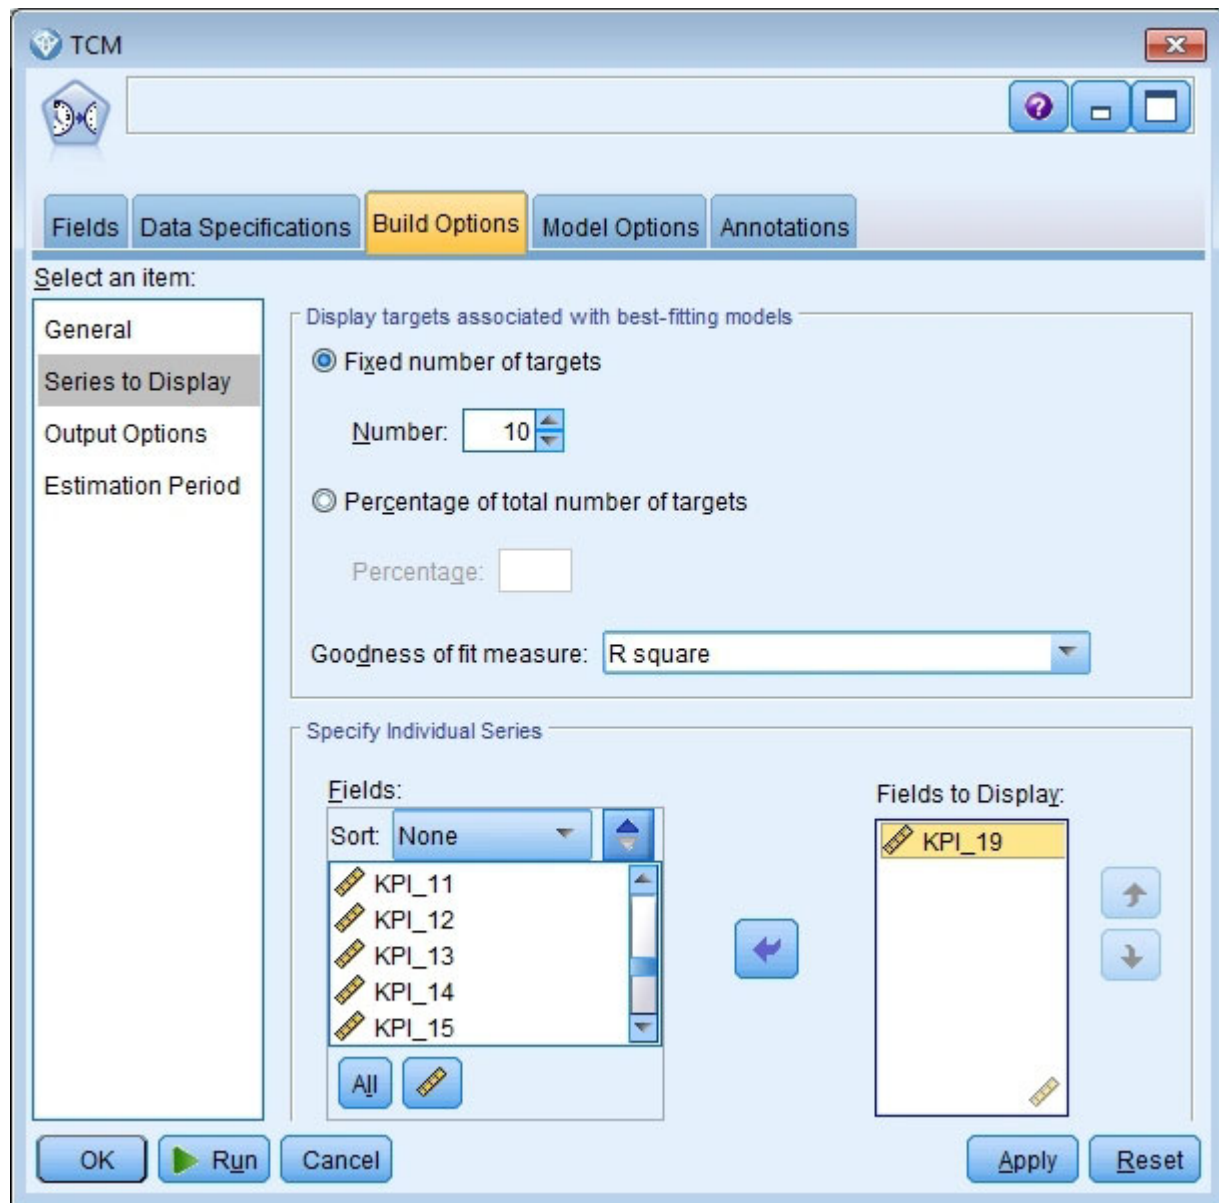 TCM
Fields Data Specifications Build Options Model Options Annotations
Select an item:
General
Series to Display
Output Options
Estimation Period
Display targets associated with best-fitting models
Fixed number of targets
Number: 10
Percentage of total number of targets
Percentage:
Goodness of fit measure: R square
Specify Individual Series
Fields:
Sort: None
KPI_11
KPI_12
KPI_13
KPI_14
KPI_15
All
Fields to Display:
KPI_19
OK Run Cancel Apply Reset